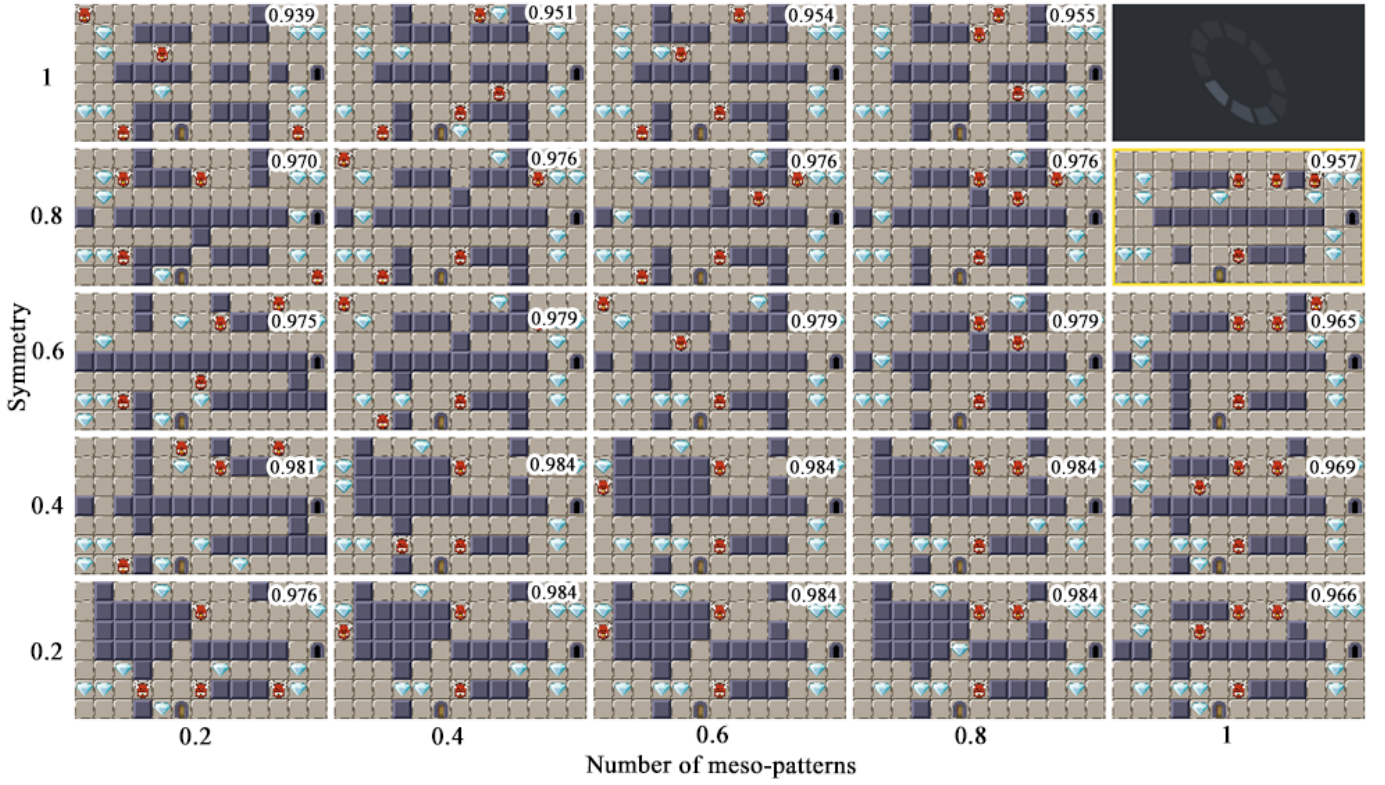 1 0.939 0.951 0.954 0.955
0.8 0.970 0.976 0.976 0.976 0.957
Symmetry
0.6 0.975 0.979 0.979 0.979 0.965
0.4 0.981 0.984 0.984 0.984 0.969
0.2 0.976 0.984 0.984 0.984 0.966
0.2 0.4 0.6 0.8 1
Number of meso-patterns